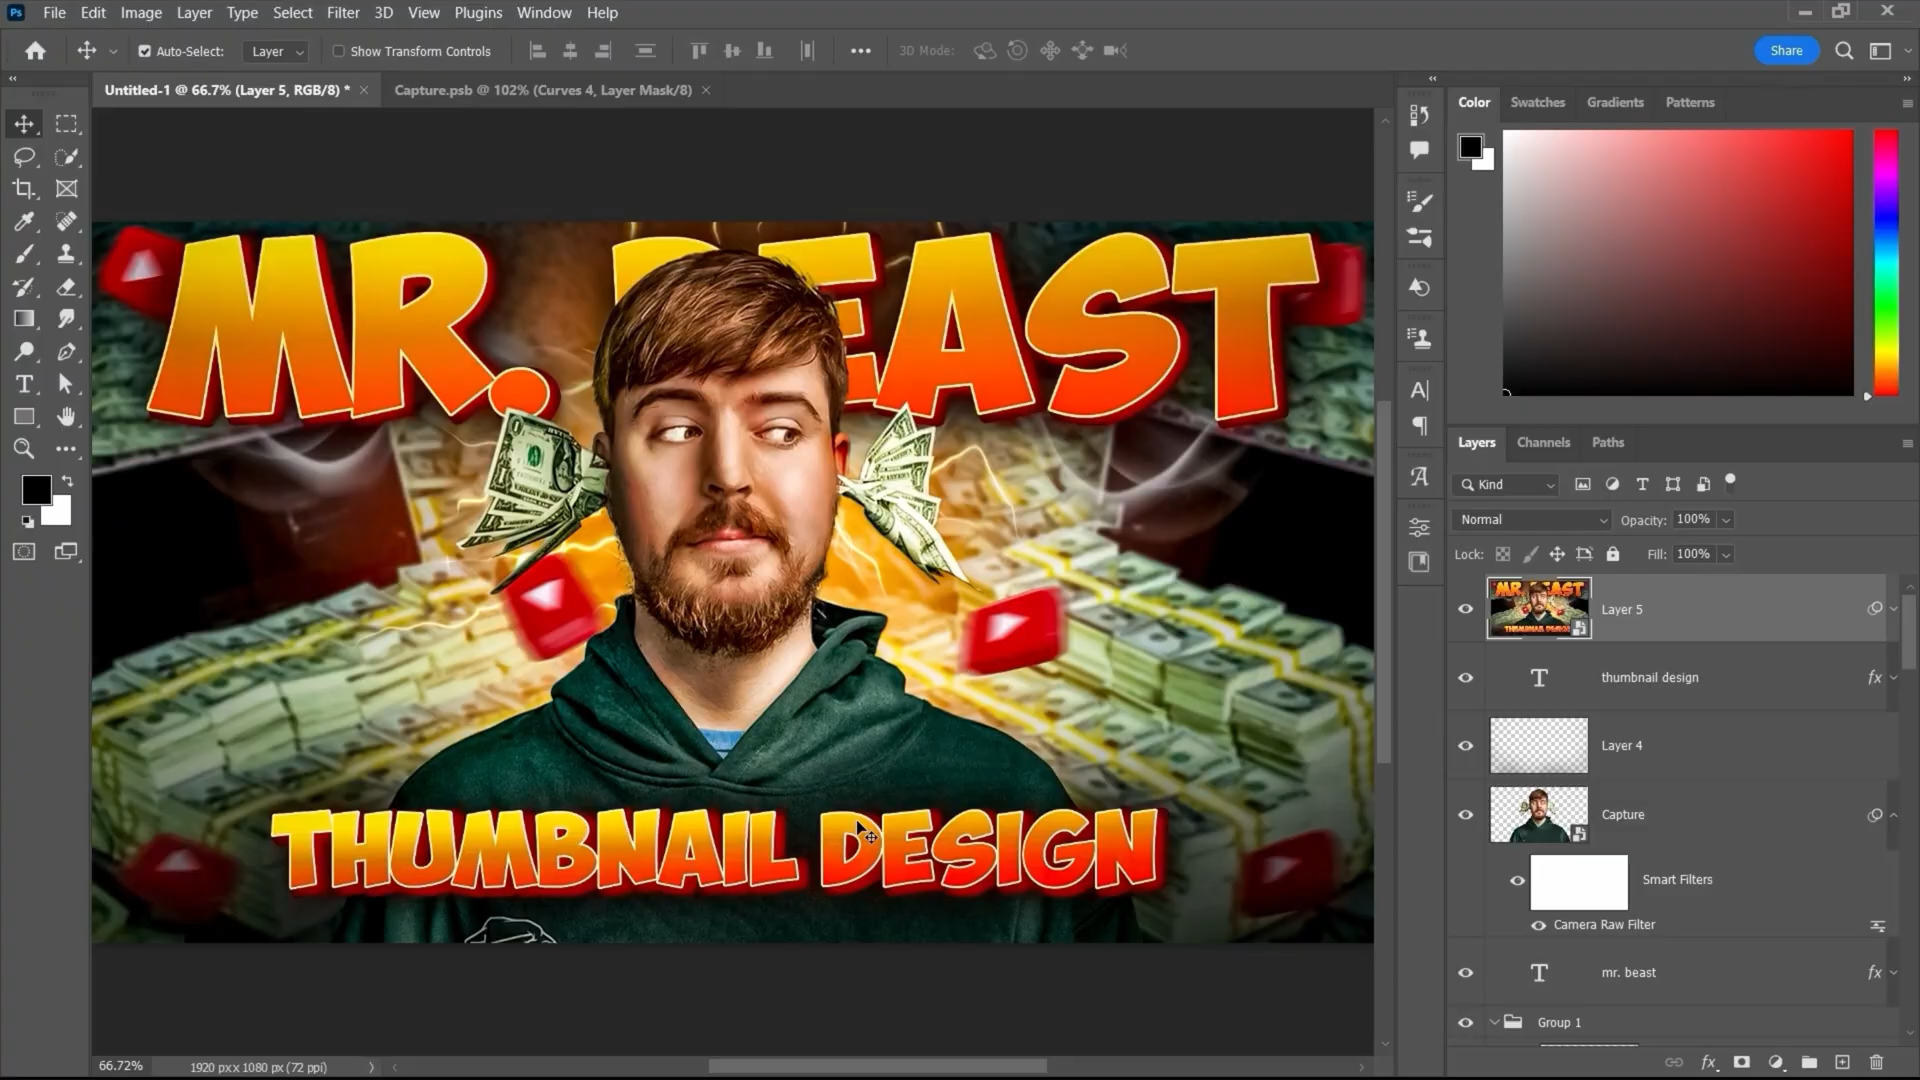 Ps File Edit Image Layer Type Select Filter 3D View Plugins Window Help
Auto-Select: Layer Show Transform Controls 3D Mode: Share
Untitled-1 @ 66.7% (Layer 5, RGB/8) * Capture.psb @ 102% (Curves 4, Layer Mask/8)
Color Swatches Gradients Patterns
MR. BEAST
THUMBNAIL DESIGN
Layers Channels Paths
Kind
Normal Opacity: 100%
Lock: Fill: 100%
Layer 5
thumbnail design fx
Layer 4
Capture
Smart Filters
Camera Raw Filter
mr. beast fx
Group 1
fx
66.72% 1920 px x 1080 px (72 ppi)